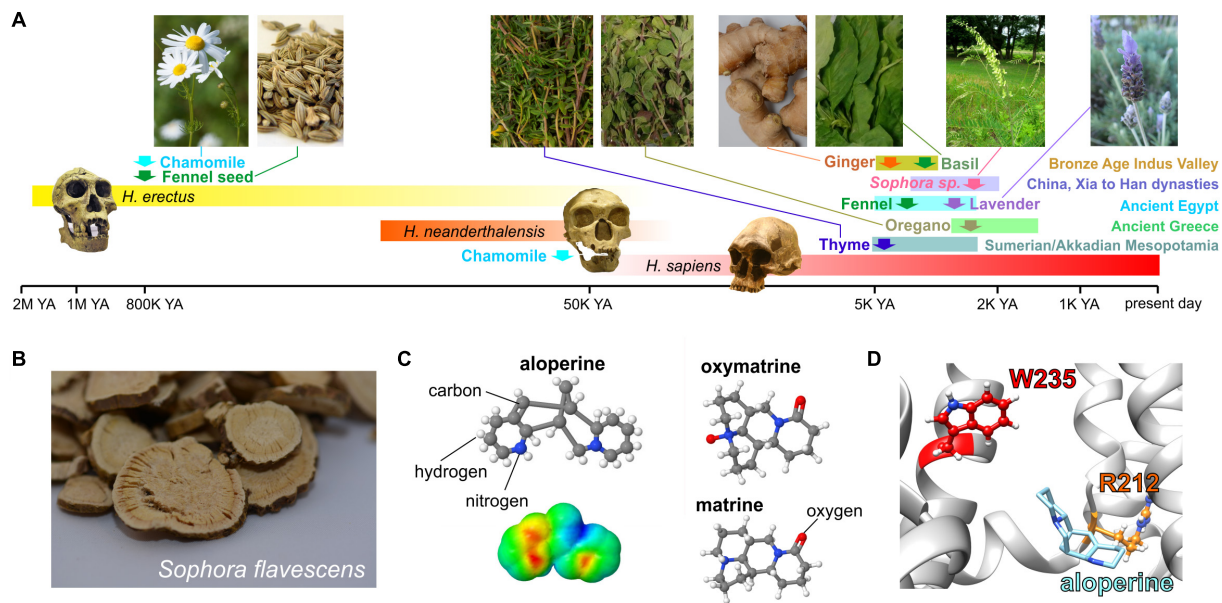 A
Chamomile
Fennel seed
H. erectus
H. neanderthalensis
Chamomile
H. sapiens
Ginger
Basil
Bronze Age Indus Valley
Sophora sp.
China, Xia to Han dynasties
Fennel
Lavender
Ancient Egypt
Oregano
Ancient Greece
Thyme
Sumerian/Akkadian Mesopotamia
2M YA
1M YA
800K YA
50K YA
5K YA
2K YA
1K YA
present day
B
Sophora flavescens
C
aloperine
carbon
hydrogen
nitrogen
oxymatrine
matrine
oxygen
D
W235
R212
aloperine